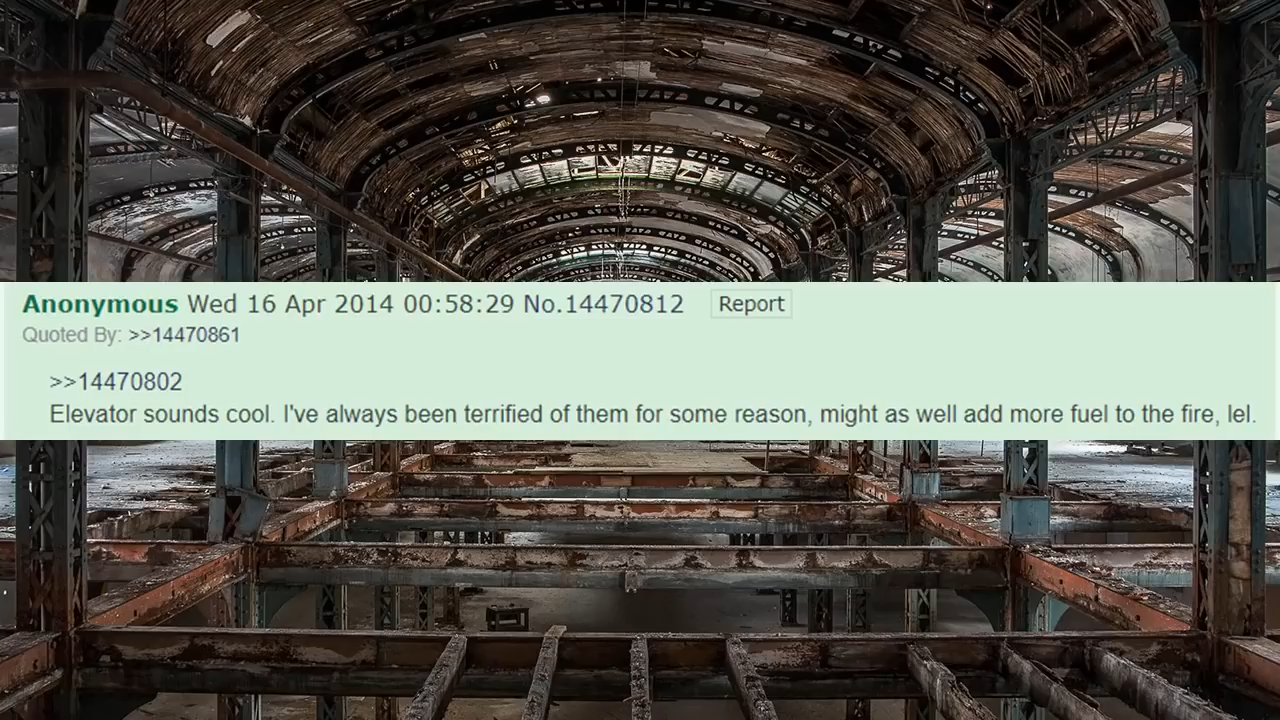 Anonymous Wed 16 Apr 2014 00:58:29 No.14470812 Report
Quoted By: >>14470861
>>14470802
Elevator sounds cool. I've always been terrified of them for some reason, might as well add more fuel to the fire, lel.